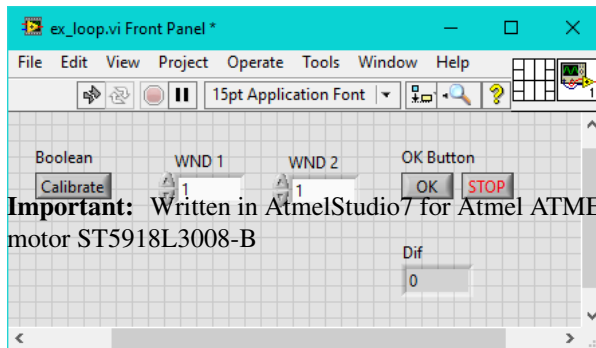 ex_loop.vi Front Panel *
File Edit View Project Operate Tools Window Help
15pt Application Font
1
Boolean WND 1 WND 2 OK Button
Calibrate 1 1 OK STOP
Important: Written in AtmelStudio7 for Atmel ATME
motor ST5918L3008-B
Dif
0